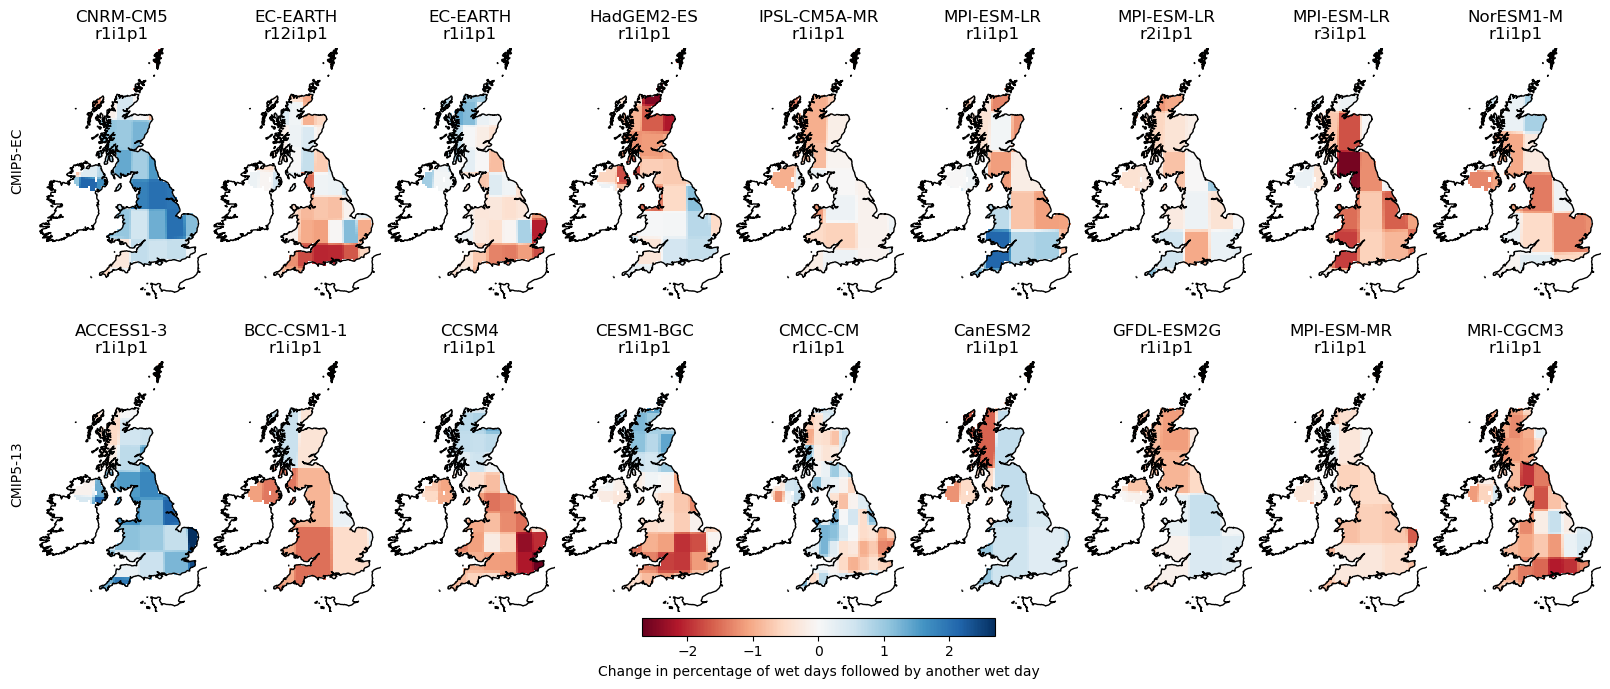 CNRM-CM5
r1i1p1
EC-EARTH
r12i1p1
EC-EARTH
r1i1p1
HadGEM2-ES
r1i1p1
IPSL-CM5A-MR
r1i1p1
MPI-ESM-LR
r1i1p1
MPI-ESM-LR
r2i1p1
MPI-ESM-LR
r3i1p1
NorESM1-M
r1i1p1
CMIP5-EC
ACCESS1-3
r1i1p1
BCC-CSM1-1
r1i1p1
CCSM4
r1i1p1
CESM1-BGC
r1i1p1
CMCC-CM
r1i1p1
CanESM2
r1i1p1
GFDL-ESM2G
r1i1p1
MPI-ESM-MR
r1i1p1
MRI-CGCM3
r1i1p1
CMIP5-13
−2 −1 0 1 2
Change in percentage of wet days followed by another wet day